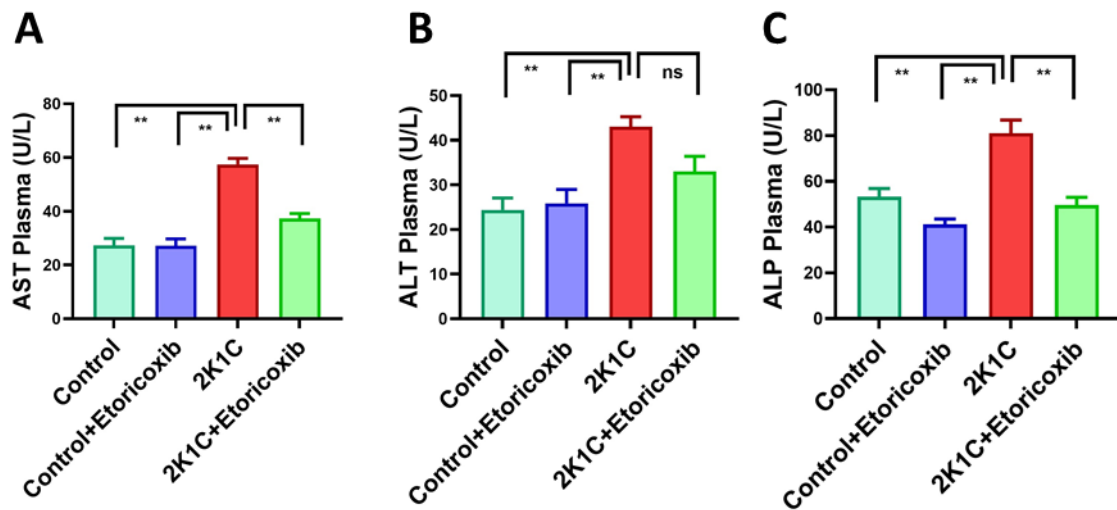 A
AST Plasma (U/L)
80
60
40
20
0
**
**
**
Control
Control+Etoricoxib
2K1C
2K1C+Etoricoxib
B
ALT Plasma (U/L)
50
40
30
20
10
0
**
**
ns
Control
Control+Etoricoxib
2K1C
2K1C+Etoricoxib
C
ALP Plasma (U/L)
100
80
60
40
20
0
**
**
**
Control
Control+Etoricoxib
2K1C
2K1C+Etoricoxib